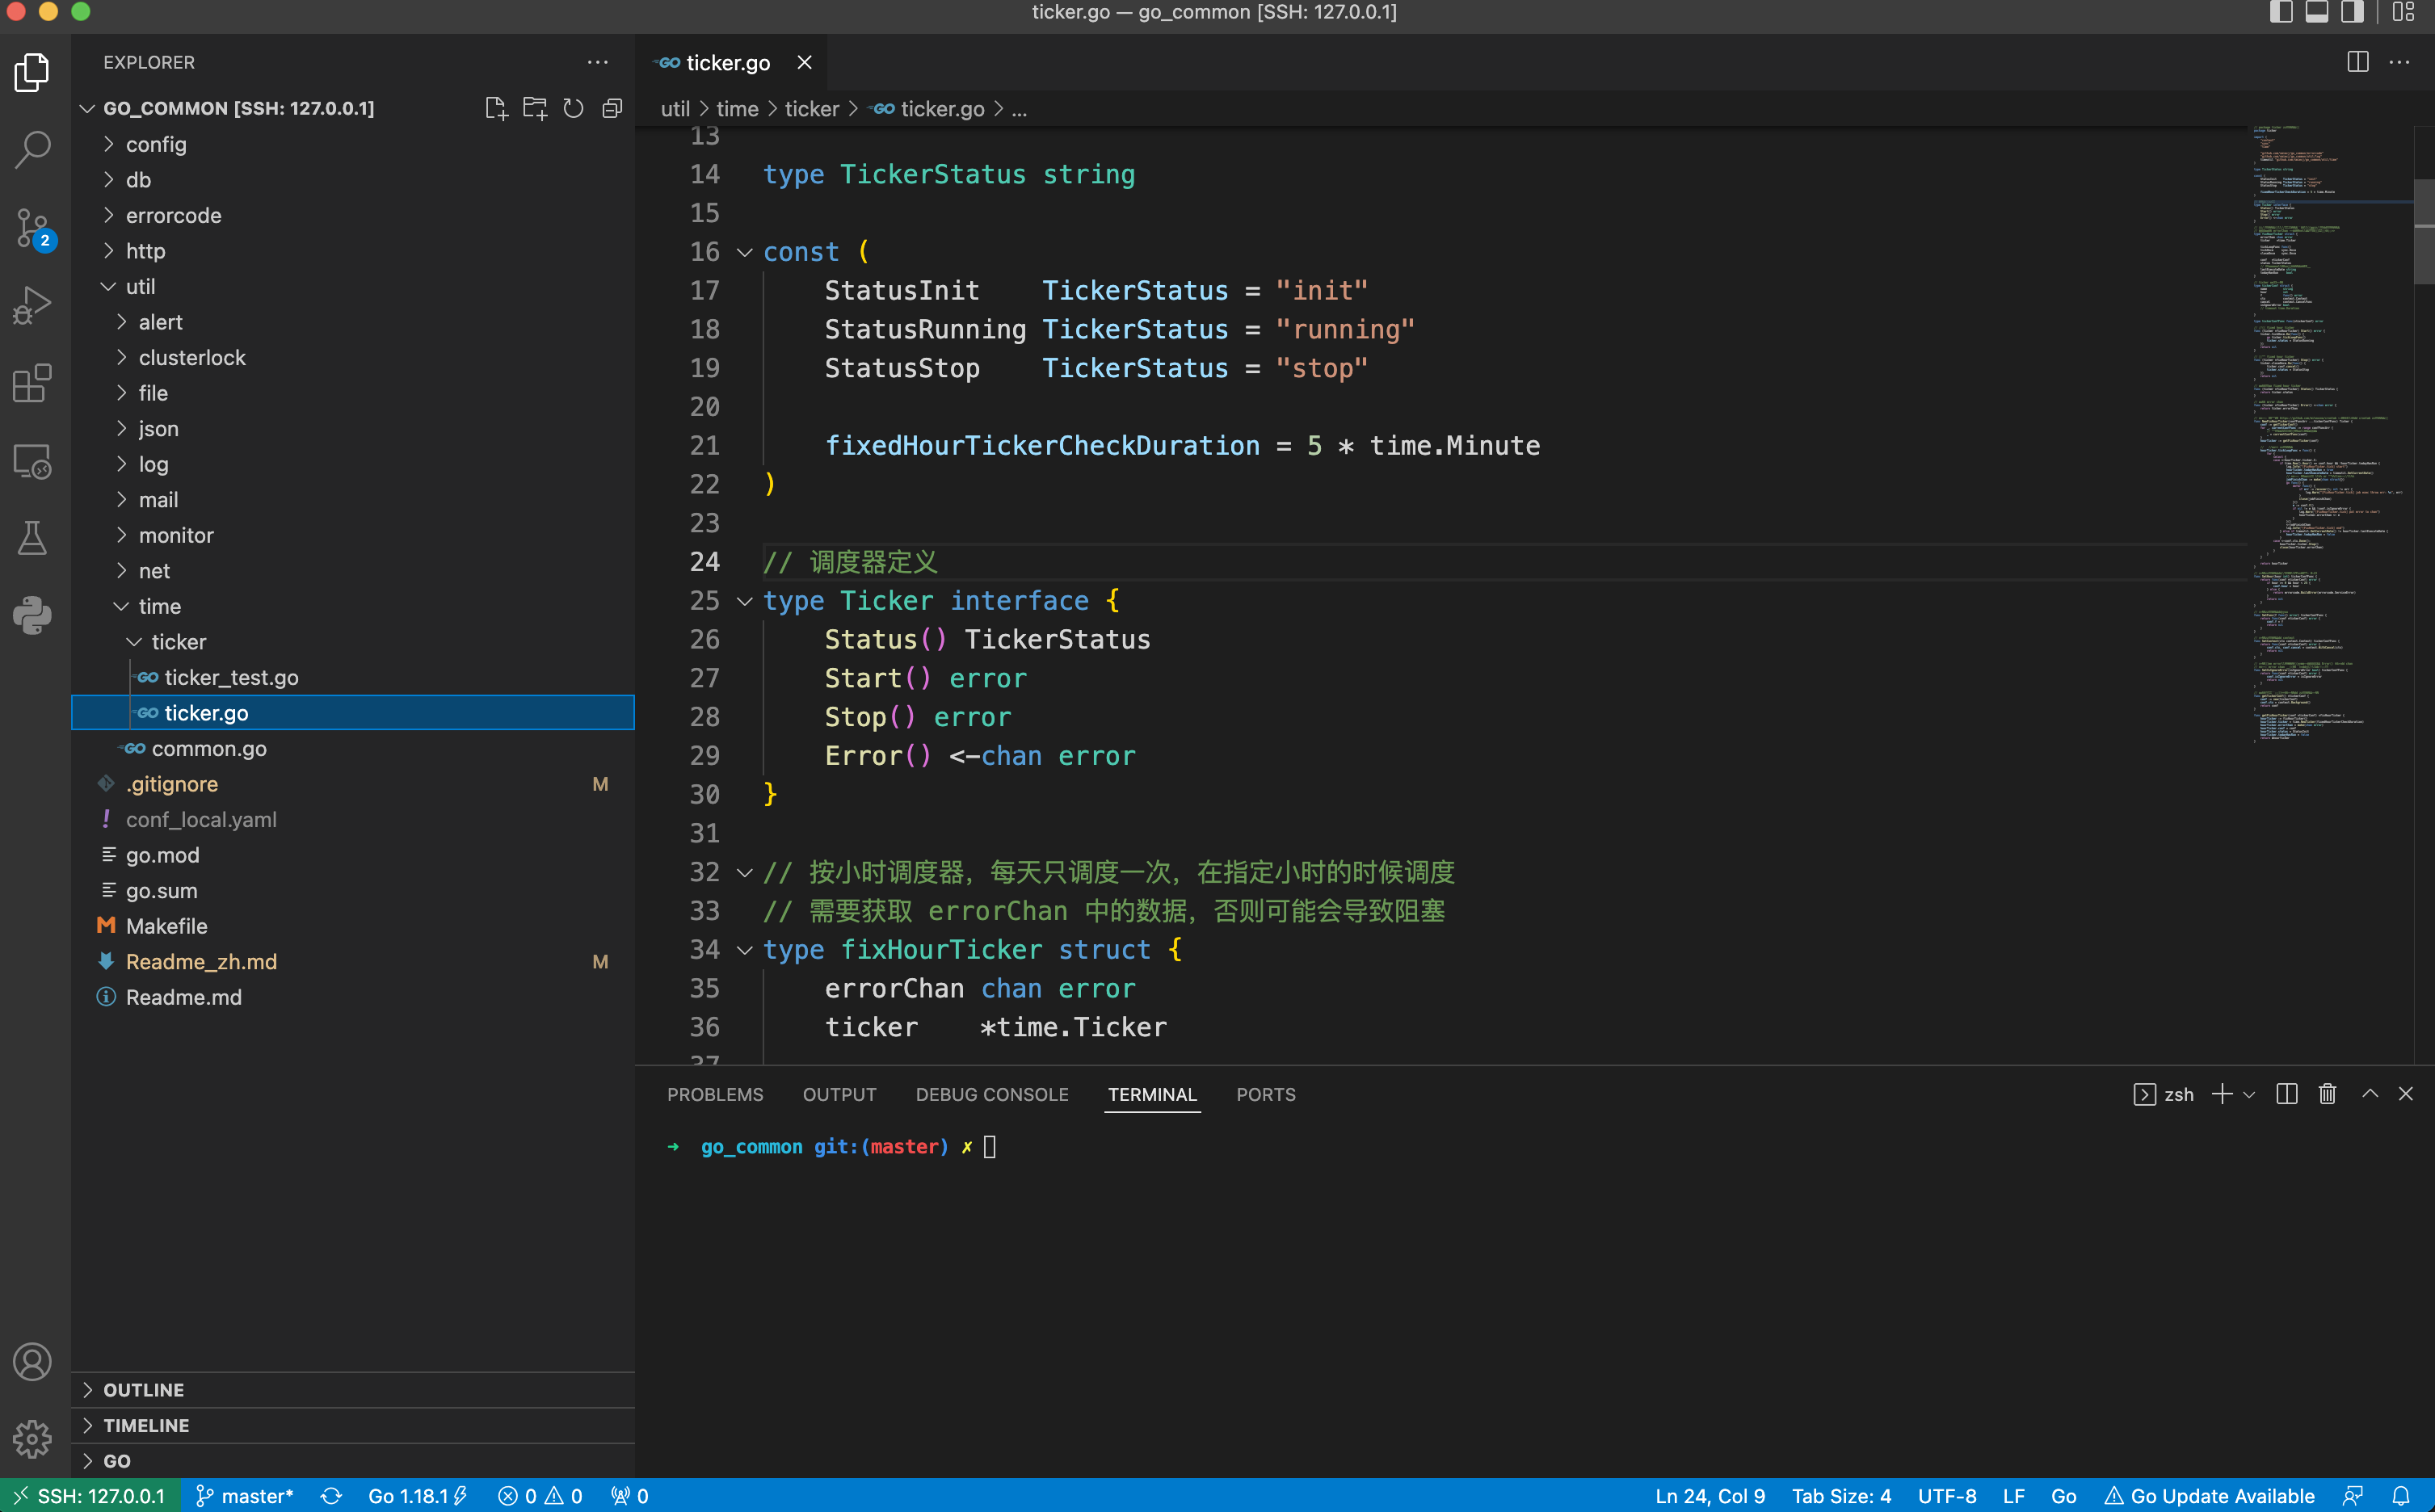 ticker.go — go_common [SSH: 127.0.0.1]
EXPLORER
GO_COMMON [SSH: 127.0.0.1]
config
db
errorcode
http
util
alert
clusterlock
file
json
log
mail
monitor
net
time
ticker
GO ticker_test.go
GO ticker.go
GO common.go
.gitignore M
! conf_local.yaml
go.mod
go.sum
M Makefile
Readme_zh.md M
Readme.md
OUTLINE
TIMELINE
GO
2
GO ticker.go
util > time > ticker > GO ticker.go > ...
13
14 type TickerStatus string
15
16 const (
17 StatusInit TickerStatus = "init"
18 StatusRunning TickerStatus = "running"
19 StatusStop TickerStatus = "stop"
20
21 fixedHourTickerCheckDuration = 5 * time.Minute
22 )
23
24 // 调度器定义
25 type Ticker interface {
26 Status() TickerStatus
27 Start() error
28 Stop() error
29 Error() <-chan error
30 }
31
32 // 按小时调度器，每天只调度一次，在指定小时的时候调度
33 // 需要获取 errorChan 中的数据，否则可能会导致阻塞
34 type fixHourTicker struct {
35 errorChan chan error
36 ticker *time.Ticker
37
PROBLEMS OUTPUT DEBUG CONSOLE TERMINAL PORTS
zsh
→ go_common git:(master) ✗
SSH: 127.0.0.1 master* Go 1.18.1 0 0 0
Ln 24, Col 9 Tab Size: 4 UTF-8 LF Go Go Update Available